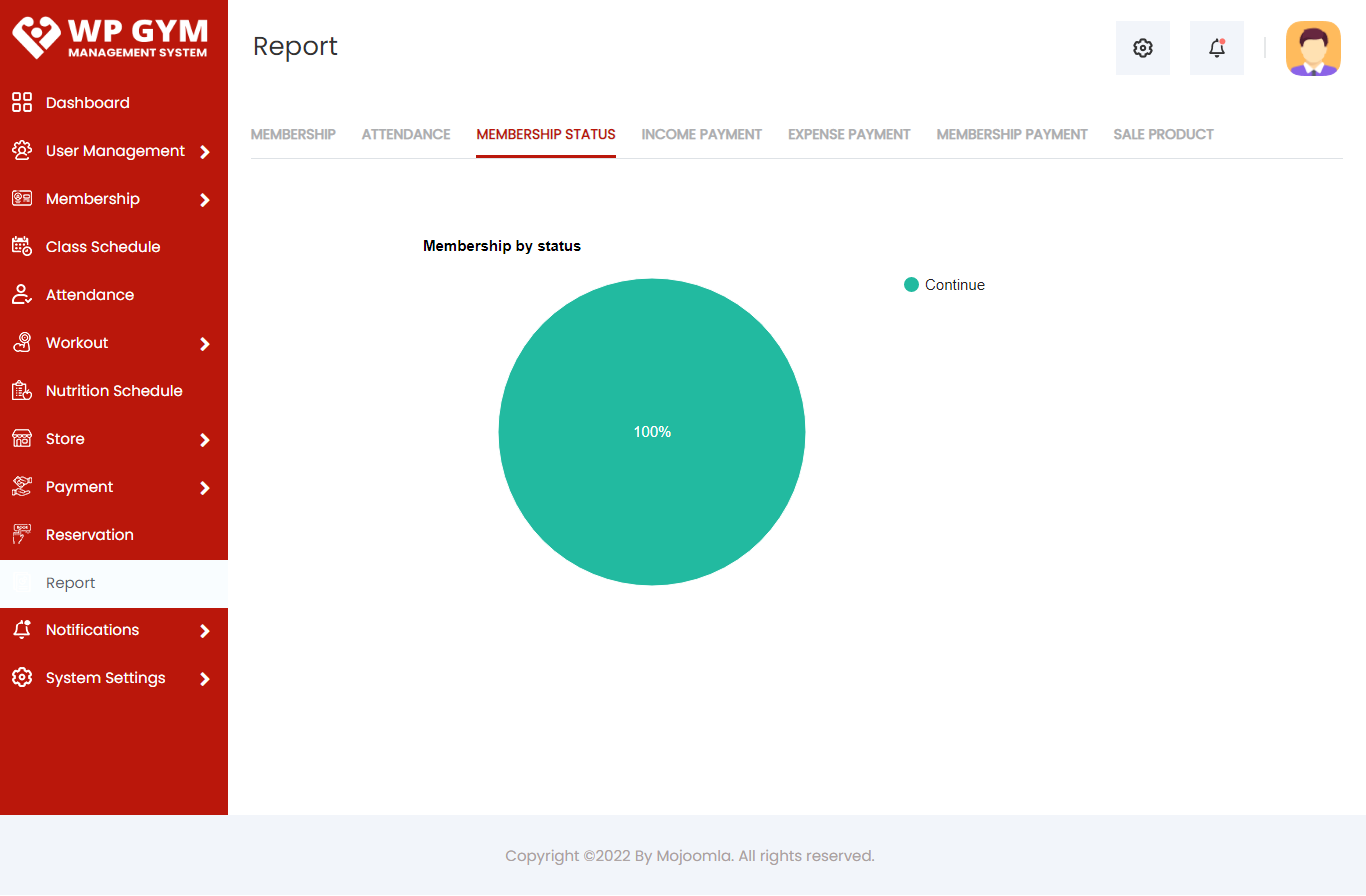 WP GYM
MANAGEMENT SYSTEM
Dashboard
User Management
Membership
Class Schedule
Attendance
Workout
Nutrition Schedule
Store
Payment
Reservation
Report
Notifications
System Settings
Report
MEMBERSHIP ATTENDANCE MEMBERSHIP STATUS INCOME PAYMENT EXPENSE PAYMENT MEMBERSHIP PAYMENT SALE PRODUCT
Membership by status
Continue
100%
Copyright ©2022 By Mojoomla. All rights reserved.